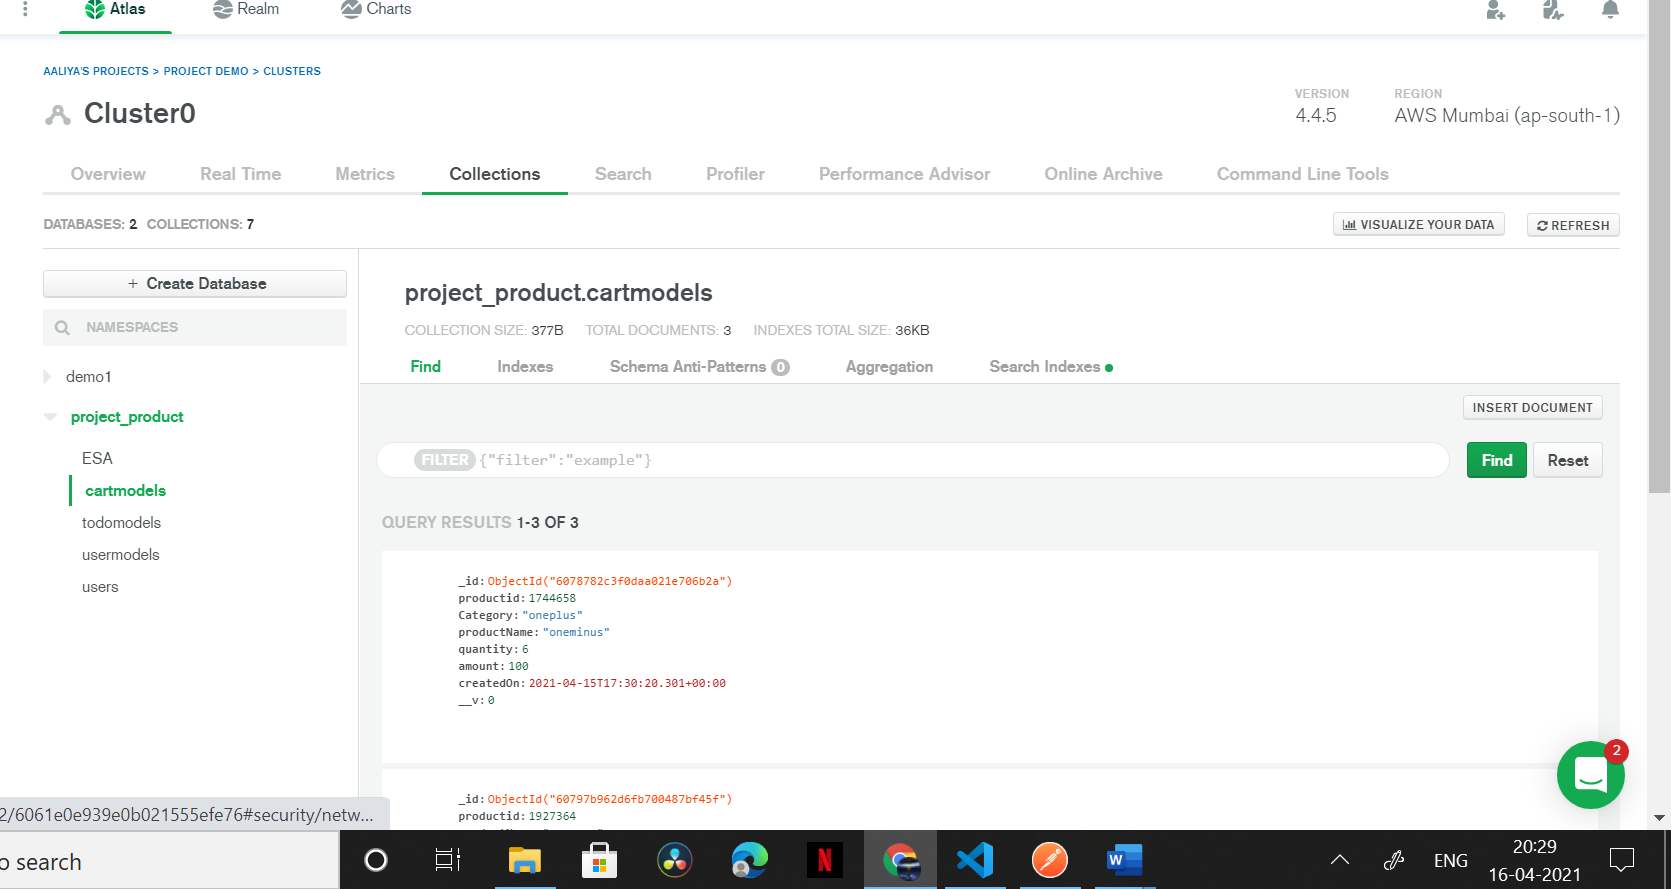 Atlas
Realm
Charts
AALIYA'S PROJECTS > PROJECT DEMO > CLUSTERS
Cluster0
VERSION
4.4.5
REGION
AWS Mumbai (ap-south-1)
Overview
Real Time
Metrics
Collections
Search
Profiler
Performance Advisor
Online Archive
Command Line Tools
DATABASES: 2 COLLECTIONS: 7
VISUALIZE YOUR DATA
REFRESH
+ Create Database
NAMESPACES
demo1
project_product
ESA
cartmodels
todomodels
usermodels
users
project_product.cartmodels
COLLECTION SIZE: 377B TOTAL DOCUMENTS: 3 INDEXES TOTAL SIZE: 36KB
Find
Indexes
Schema Anti-Patterns 0
Aggregation
Search Indexes
INSERT DOCUMENT
FILTER {"filter":"example"}
Find
Reset
QUERY RESULTS 1-3 OF 3
_id: ObjectId("6078782c3f0daa021e706b2a")
productid: 1744658
Category: "oneplus"
productName: "oneminus"
quantity: 6
amount: 100
createdOn: 2021-04-15T17:30:20.301+00:00
__v: 0
_id: ObjectId("60797b962d6fb700487bf45f")
productid: 1927364
2
2/6061e0e939e0b021555efe76#security/netw...
o search
N
W
ENG
20:29
16-04-2021